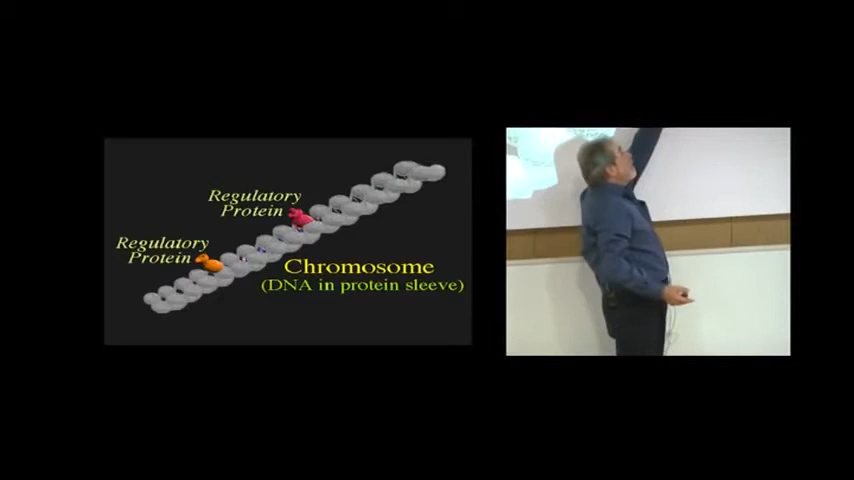 Regulatory
Protein
Regulatory
Protein
Chromosome
(DNA in protein sleeve)